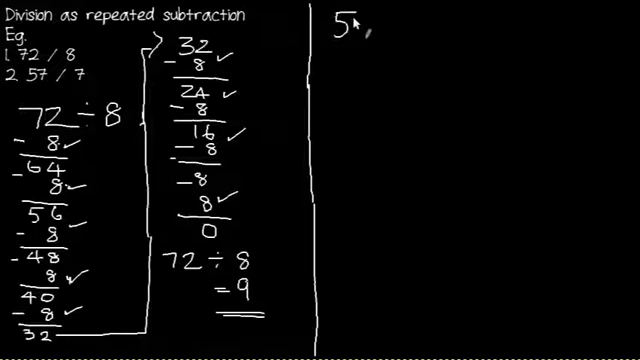 Division as repeated subtraction
Eg.
1. 72 / 8
2. 57 / 7
72 ÷ 8
- 8 ✓
64
- 8 ✓
56
- 8 ✓
- 48
8 ✓
40
- 8 ✓
32
32
- 8 ✓
24 ✓
- 8
16 ✓
- 8
- 8
8 ✓
0
72 ÷ 8
= 9
5